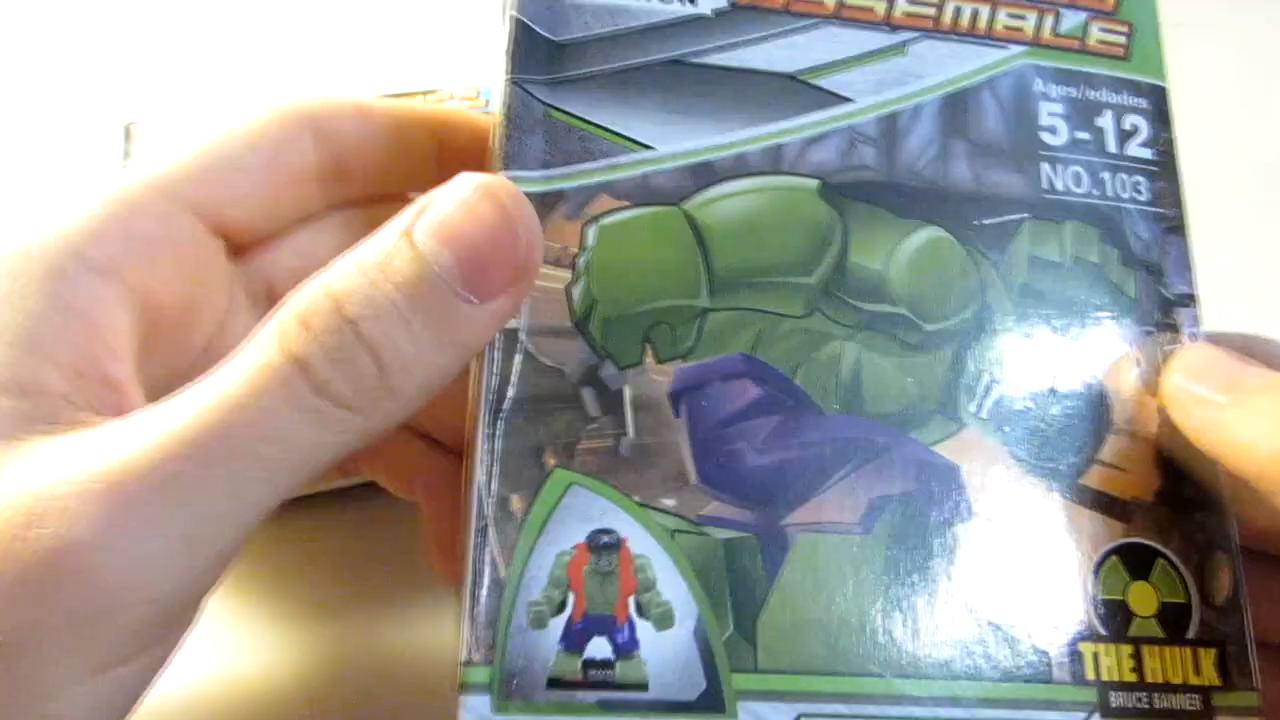 ASSEMBLE
Ages/edades
5-12
NO.103
THE HULK
BRUCE BANNER